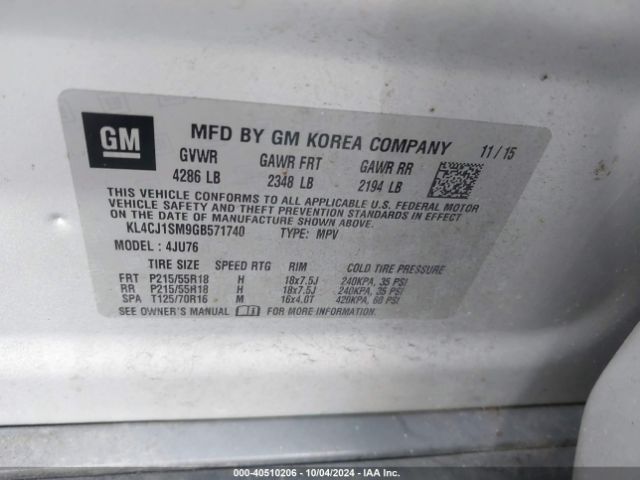 GM
MFD BY GM KOREA COMPANY 11/15
GVWR GAWR FRT GAWR RR
4286 LB 2348 LB 2194 LB
THIS VEHICLE CONFORMS TO ALL APPLICABLE U.S. FEDERAL MOTOR
VEHICLE SAFETY AND THEFT PREVENTION STANDARDS IN EFFECT
ON THE DATE OF MANUFACTURE SHOWN ABOVE.
KL4CJ1SM9GB571740 TYPE: MPV
MODEL : 4JU76
TIRE SIZE SPEED RTG RIM COLD TIRE PRESSURE
FRT P215/55R18 H 18x7.5J 240KPA, 35 PSI
RR P215/55R18 H 18x7.5J 240KPA, 35 PSI
SPA T125/70R16 M 16x4.0T 420KPA, 60 PSI
SEE OWNER'S MANUAL FOR MORE INFORMATION.
000-40510206 - 10/04/2024 - IAA Inc.